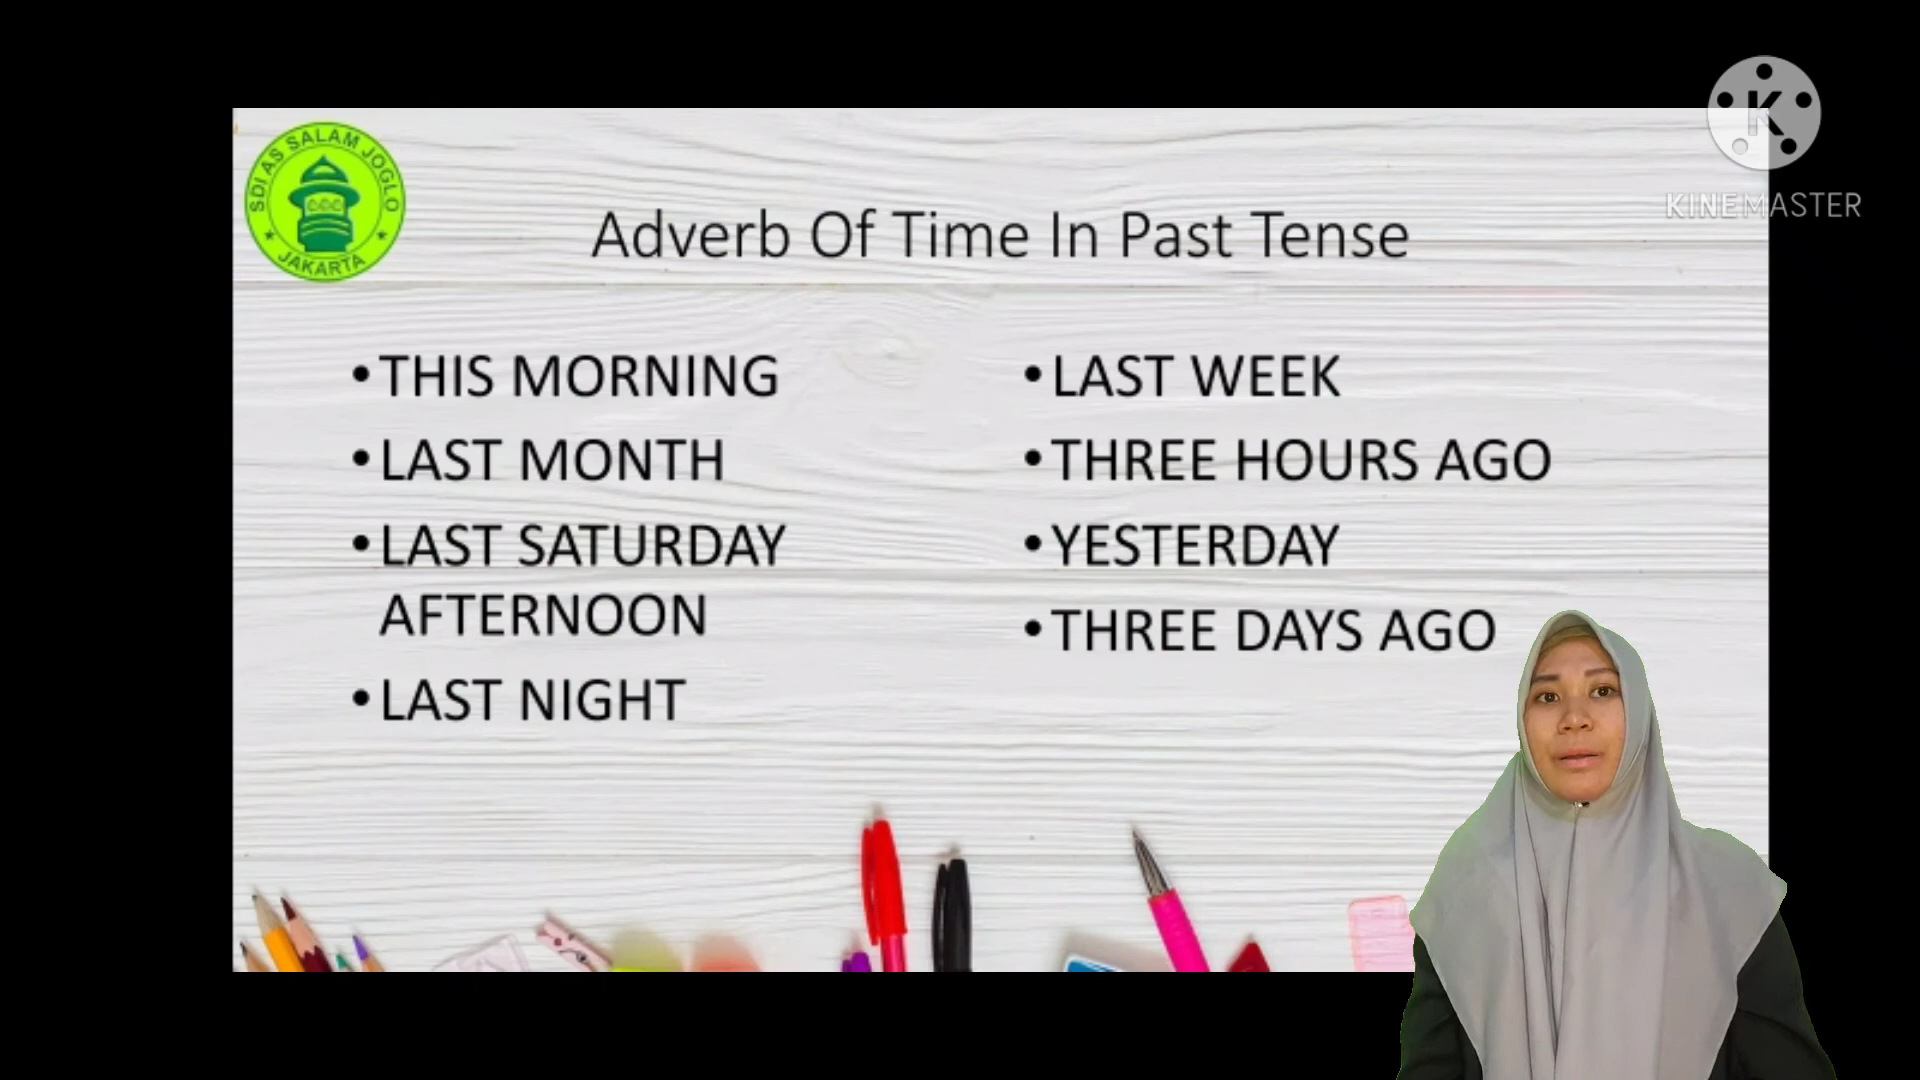 SDI AS SALAM JOGLO
JAKARTA
K
KINEMASTER
Adverb Of Time In Past Tense
•THIS MORNING
•LAST MONTH
•LAST SATURDAY
AFTERNOON
•LAST NIGHT
•LAST WEEK
•THREE HOURS AGO
•YESTERDAY
•THREE DAYS AGO